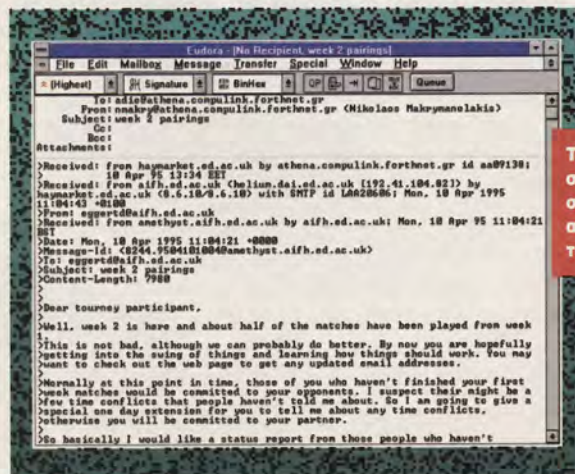 Eudora - [No Recipient, week 2 pairings]
File Edit Mailbox Message Transfer Special Window Help
(Highest) Signature BinHex QP Queue
To: adie@athena.compulink.forthnet.gr
From: nmakry@athena.compulink.forthnet.gr (Nikolaos Makrymanolakis)
Subject: week 2 pairings
Cc:
Bcc:
Attachments:
>Received: from haymarket.ed.ac.uk by athena.compulink.forthnet.gr id aa09138;
> 10 Apr 95 13:34 EET
>Received: from aifh.ed.ac.uk (helium.dai.ed.ac.uk [192.41.104.82]) by
haymarket.ed.ac.uk (8.6.10/8.6.10) with SMTP id LAA20606; Mon, 10 Apr 1995
11:04:43 +0100
>From: eggertd@aifh.ed.ac.uk
>Received: from amethyst.aifh.ed.ac.uk by aifh.ed.ac.uk; Mon, 10 Apr 95 11:04:21
BST
>Date: Mon, 10 Apr 1995 11:04:21 +0000
>Message-Id: <8244.9504101004@amethyst.aifh.ed.ac.uk>
>To: eggertd@aifh.ed.ac.uk
>Subject: week 2 pairings
>Content-Length: 7980
>
>
>Dear tourney participant,
>
>Well, week 2 is here and about half of the matches have been played from week
1.
>This is not bad, although we can probably do better. By now you are hopefully
>getting into the swing of things and learning how things should work. You may
>want to check out the web page to get any updated email addresses.
>
>Normally at this point in time, those of you who haven't finished your first
>week matches would be committed to your opponents. I suspect their might be a
>few time conflicts that people haven't told me about. So I am going to give a
>special one day extension for you to tell me about any time conflicts,
>otherwise you will be committed to your partner.
>
>So basically I would like a status report from those people who haven't